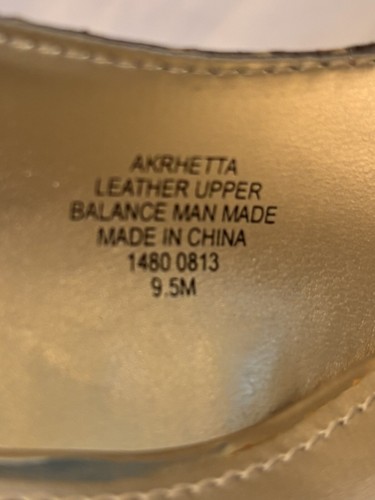 AKRHETTA
LEATHER UPPER
BALANCE MAN MADE
MADE IN CHINA
1480 0813
9.5M